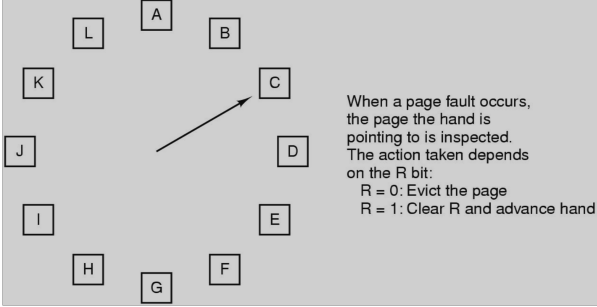 A
L
B
K
C
J
D
I
E
H
F
G
When a page fault occurs,
the page the hand is
pointing to is inspected.
The action taken depends
on the R bit:
R = 0: Evict the page
R = 1: Clear R and advance hand